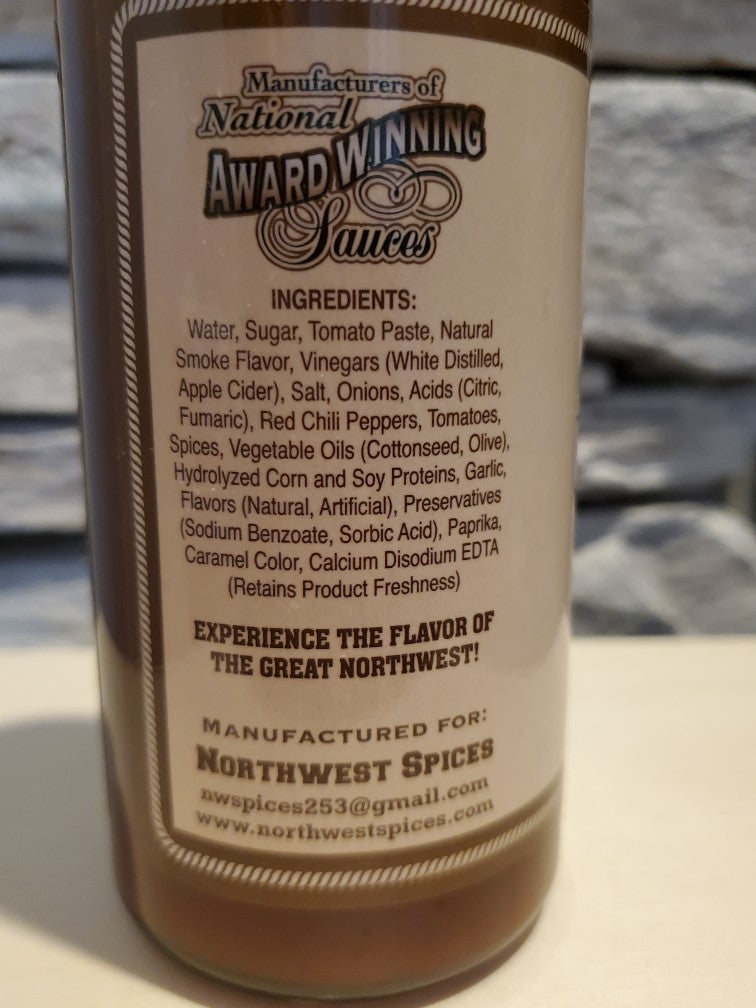 Manufacturers of
National
AWARD WINNING
Sauces
INGREDIENTS:
Water, Sugar, Tomato Paste, Natural
Smoke Flavor, Vinegars (White Distilled,
Apple Cider), Salt, Onions, Acids (Citric,
Fumaric), Red Chili Peppers, Tomatoes,
Spices, Vegetable Oils (Cottonseed, Olive),
Hydrolyzed Corn and Soy Proteins, Garlic,
Flavors (Natural, Artificial), Preservatives
(Sodium Benzoate, Sorbic Acid), Paprika,
Caramel Color, Calcium Disodium EDTA
(Retains Product Freshness)
EXPERIENCE THE FLAVOR OF
THE GREAT NORTHWEST!
MANUFACTURED FOR:
NORTHWEST SPICES
nwspices253@gmail.com
www.northwestspices.com